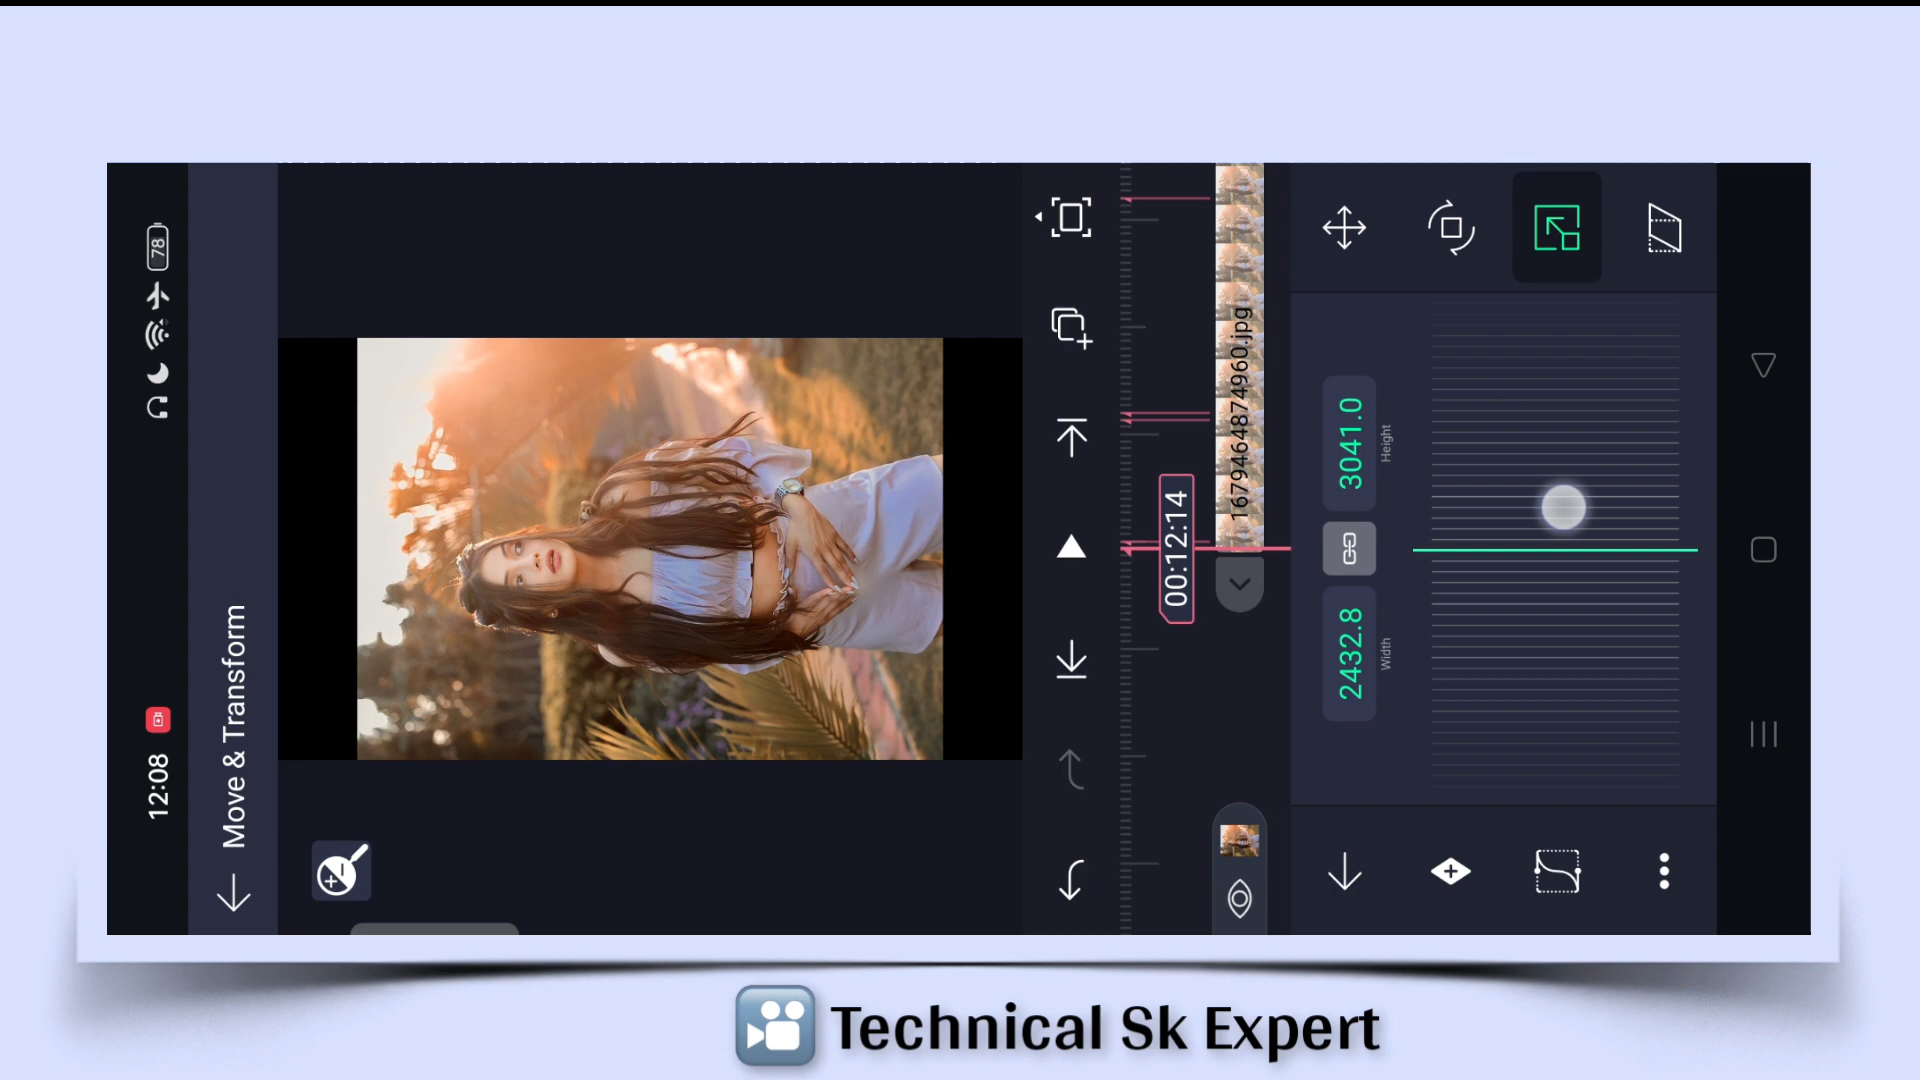 12:08
78
Move & Transform
00:12:14
1679464874960.jpg
2432.8
Width
3041.0
Height
Technical Sk Expert